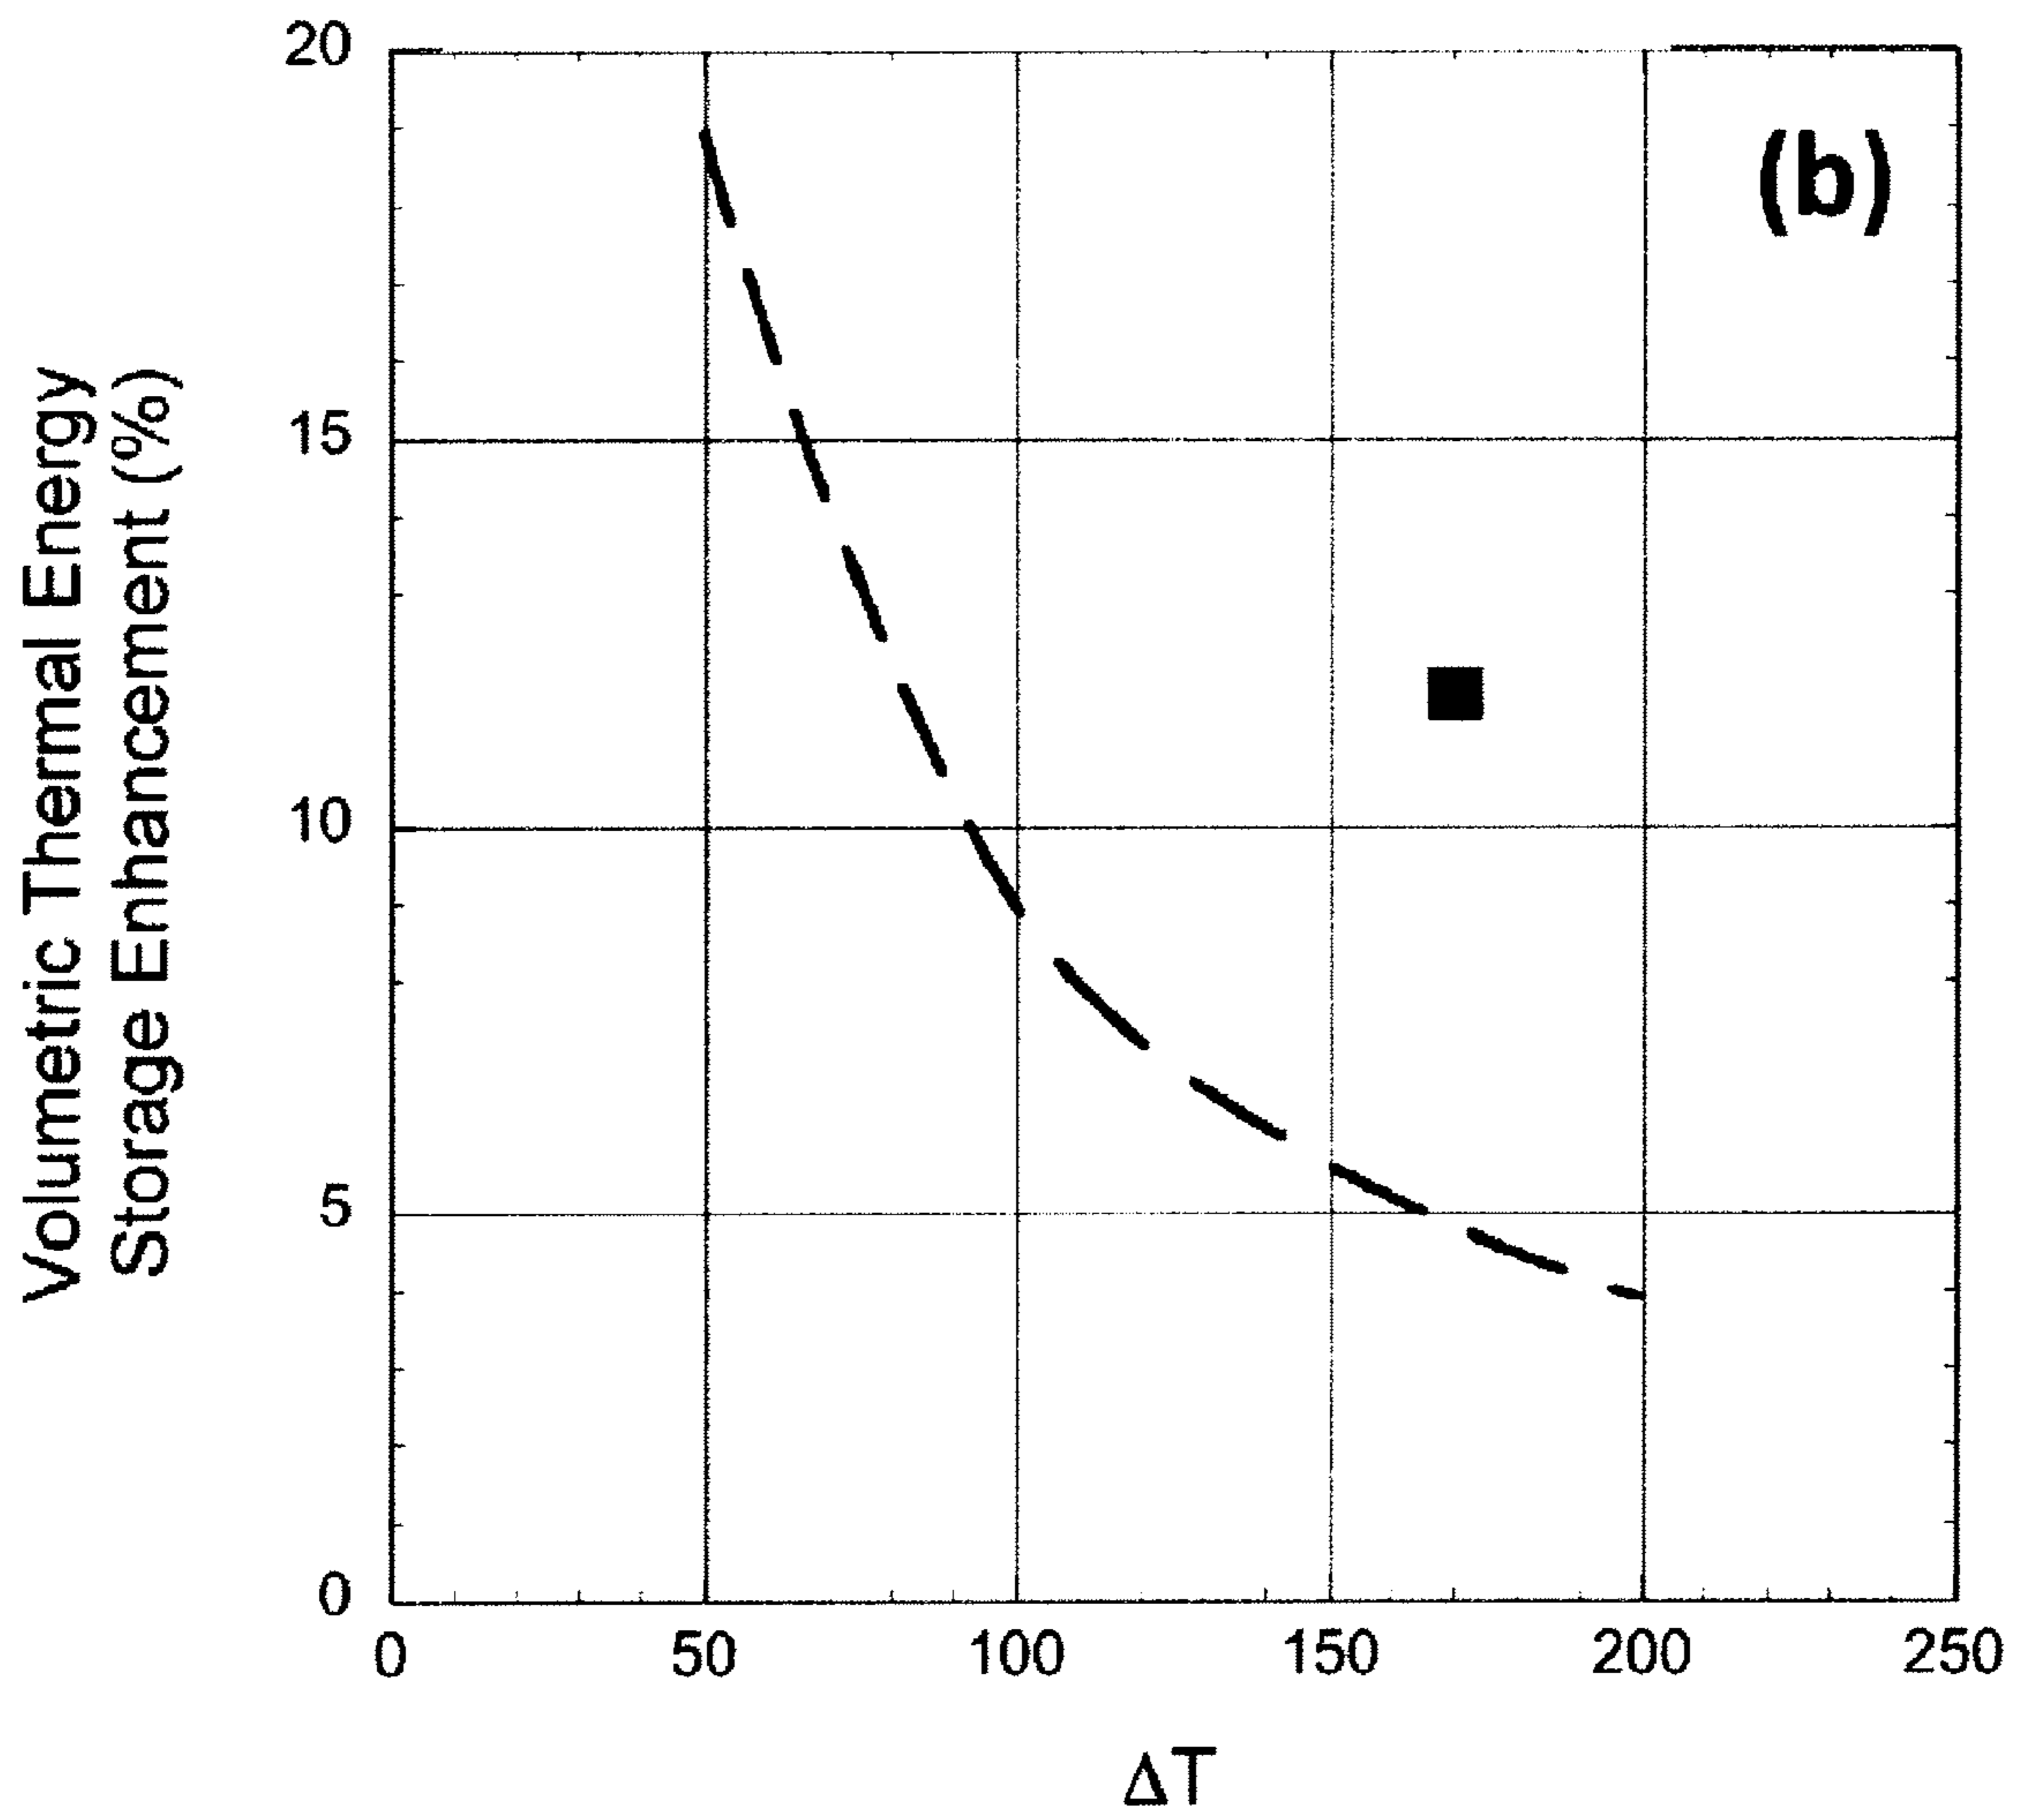 Volumetric Thermal Energy
Storage Enhancement (%)
20
15
10
5
0
(b)
0 50 100 150 200 250
ΔT